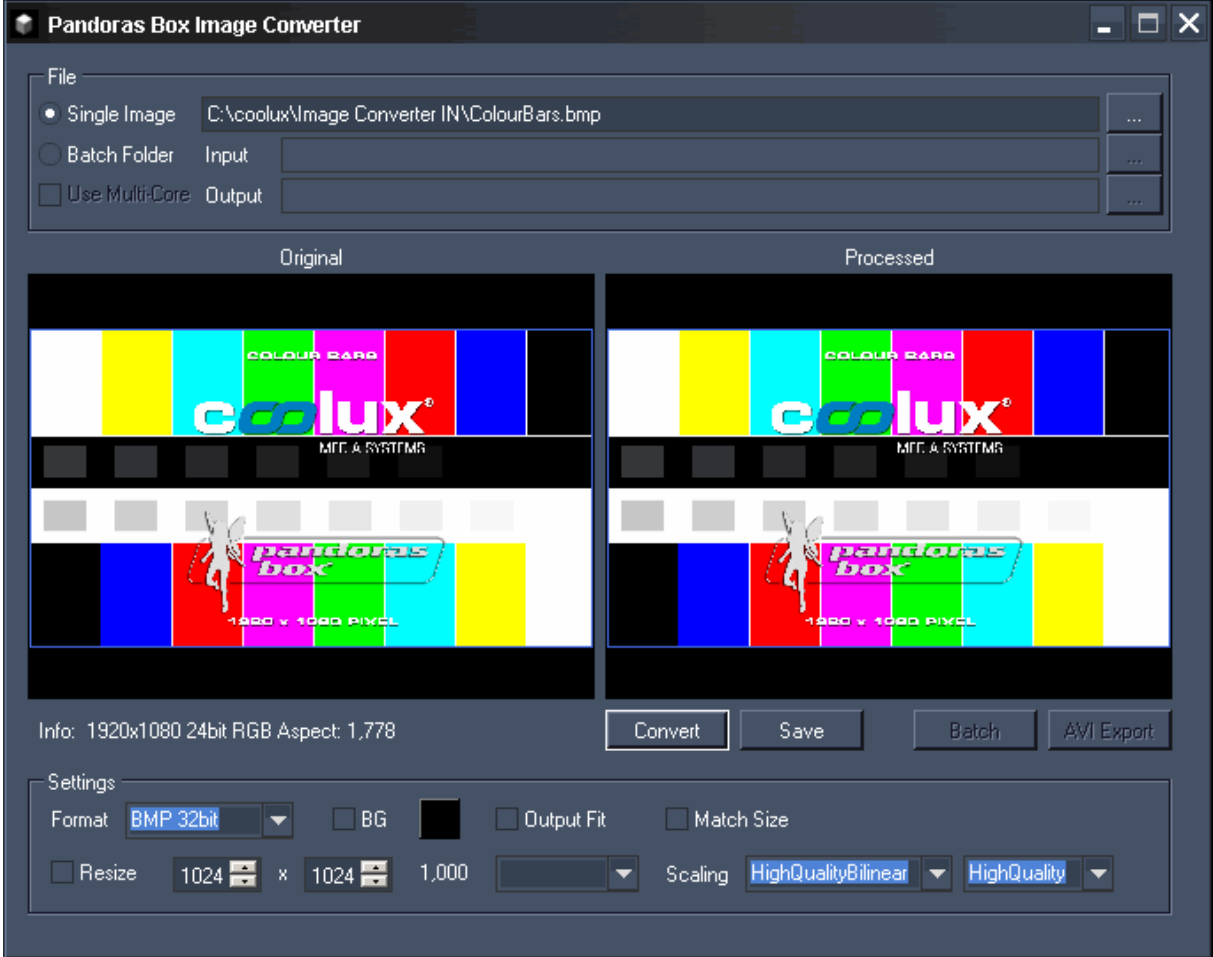 Pandoras Box Image Converter
File
Single Image C:\coolux\Image Converter IN\ColourBars.bmp ...
Batch Folder Input ...
Use Multi-Core Output ...
Original Processed
COLOUR BARS COLOUR BARS
coolux® coolux®
MEDIA SYSTEMS MEDIA SYSTEMS
pandoras pandoras
box box
1920 x 1080 PIXEL 1920 x 1080 PIXEL
Info: 1920x1080 24bit RGB Aspect: 1,778 Convert Save Batch AVI Export
Settings
Format BMP 32bit BG Output Fit Match Size
Resize 1024 x 1024 1,000 Scaling HighQualityBilinear HighQuality